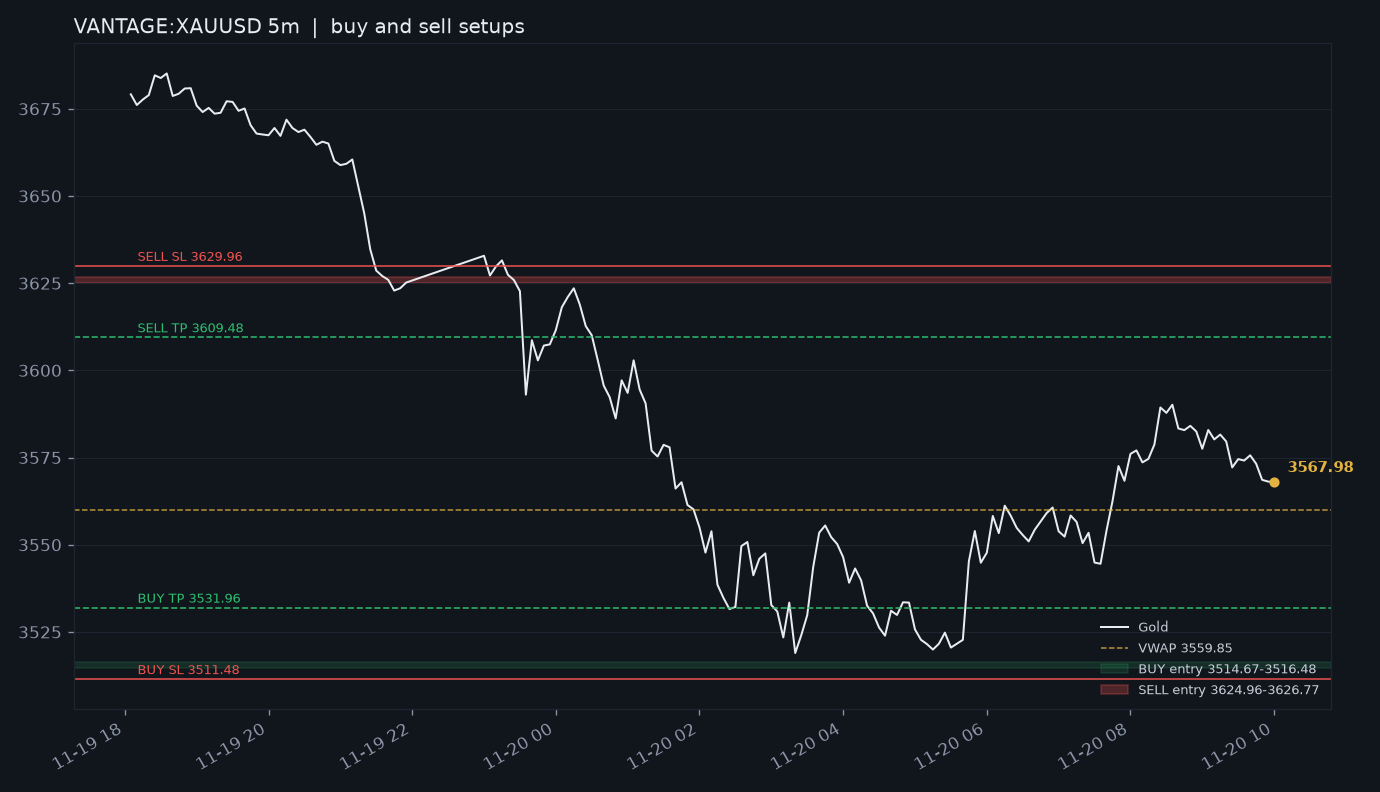 VANTAGE:XAUUSD 5m | buy and sell setups
3675
3650
SELL SL 3629.96
3625
SELL TP 3609.48
3600
3575
3567.98
3550
BUY TP 3531.96
3525
BUY SL 3511.48
Gold
VWAP 3559.85
BUY entry 3514.67-3516.48
SELL entry 3624.96-3626.77
11-19 18
11-19 20
11-19 22
11-20 00
11-20 02
11-20 04
11-20 06
11-20 08
11-20 10